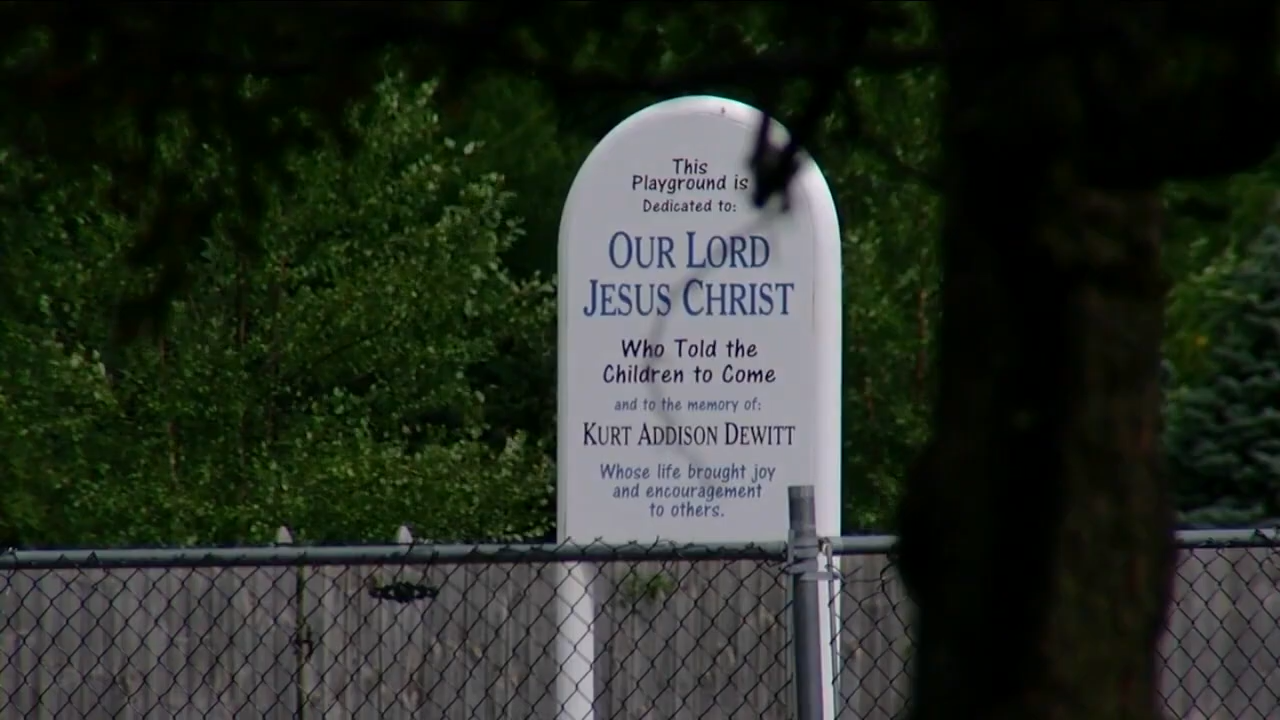 This
Playground is
Dedicated to:
OUR LORD
JESUS CHRIST
Who Told the
Children to Come
and to the memory of:
KURT ADDISON DEWITT
Whose life brought joy
and encouragement
to others.